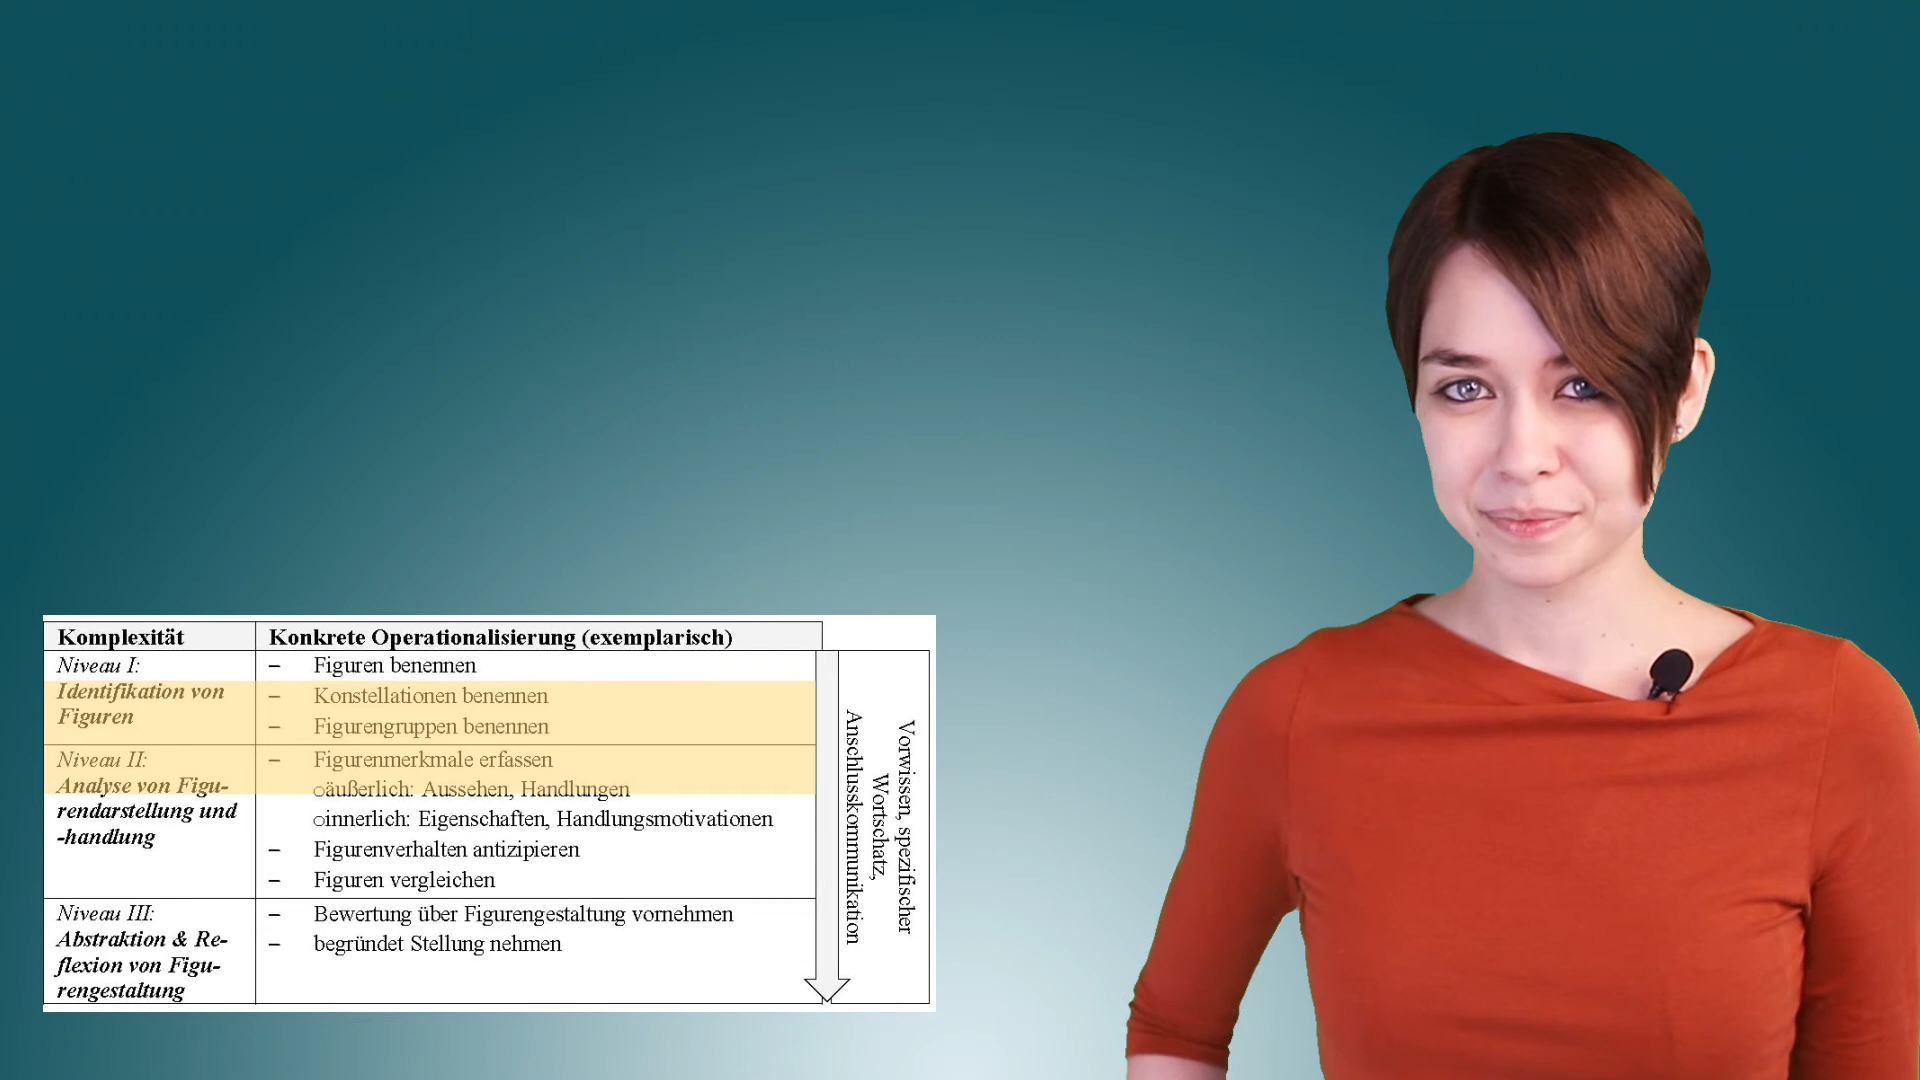 Komplexität
Konkrete Operationalisierung (exemplarisch)
Niveau I:
Identifikation von
Figuren
– Figuren benennen
– Konstellationen benennen
– Figurengruppen benennen
Niveau II:
Analyse von Figu-
rendarstellung und
-handlung
– Figurenmerkmale erfassen
oäußerlich: Aussehen, Handlungen
oinnerlich: Eigenschaften, Handlungsmotivationen
– Figurenverhalten antizipieren
– Figuren vergleichen
Niveau III:
Abstraktion & Re-
flexion von Figu-
rengestaltung
– Bewertung über Figurengestaltung vornehmen
– begründet Stellung nehmen
Vorwissen, spezifischer
Wortschatz,
Anschlusskommunikation